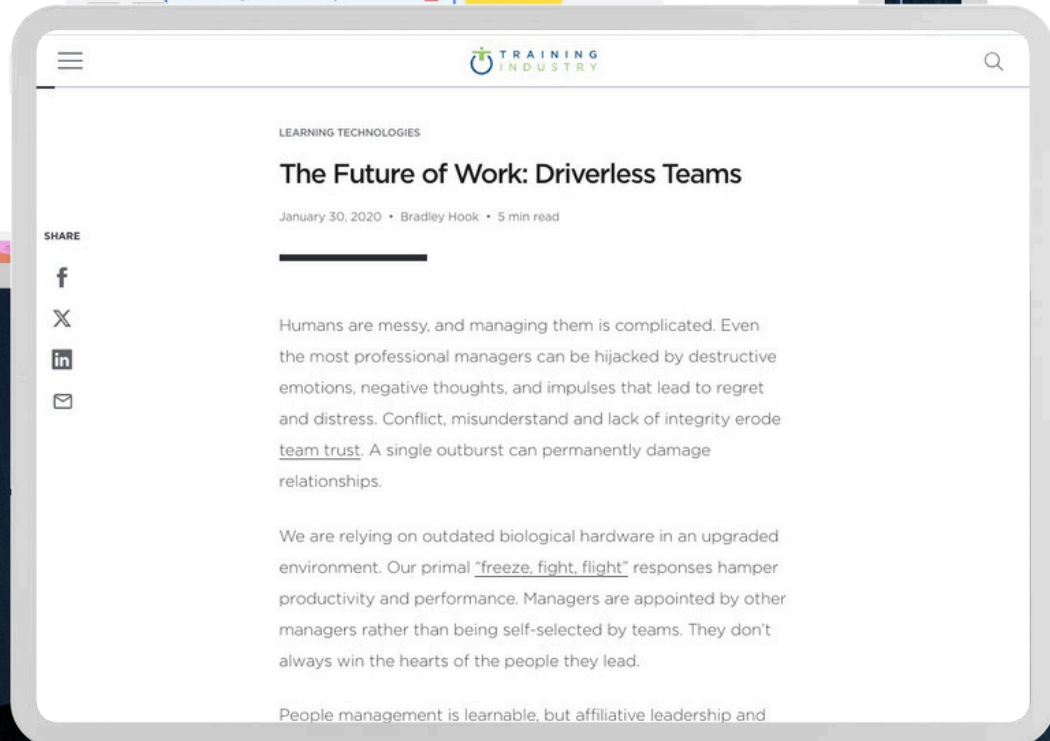 TRAINING
INDUSTRY
LEARNING TECHNOLOGIES
The Future of Work: Driverless Teams
January 30, 2020 • Bradley Hook • 5 min read
SHARE
Humans are messy, and managing them is complicated. Even
the most professional managers can be hijacked by destructive
emotions, negative thoughts, and impulses that lead to regret
and distress. Conflict, misunderstand and lack of integrity erode
team trust. A single outburst can permanently damage
relationships.
We are relying on outdated biological hardware in an upgraded
environment. Our primal “freeze, fight, flight” responses hamper
productivity and performance. Managers are appointed by other
managers rather than being self-selected by teams. They don’t
always win the hearts of the people they lead.
People management is learnable, but affiliative leadership and